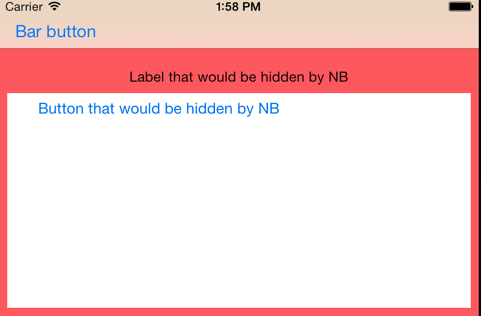 Carrier 1:58 PM
Bar button
Label that would be hidden by NB
Button that would be hidden by NB